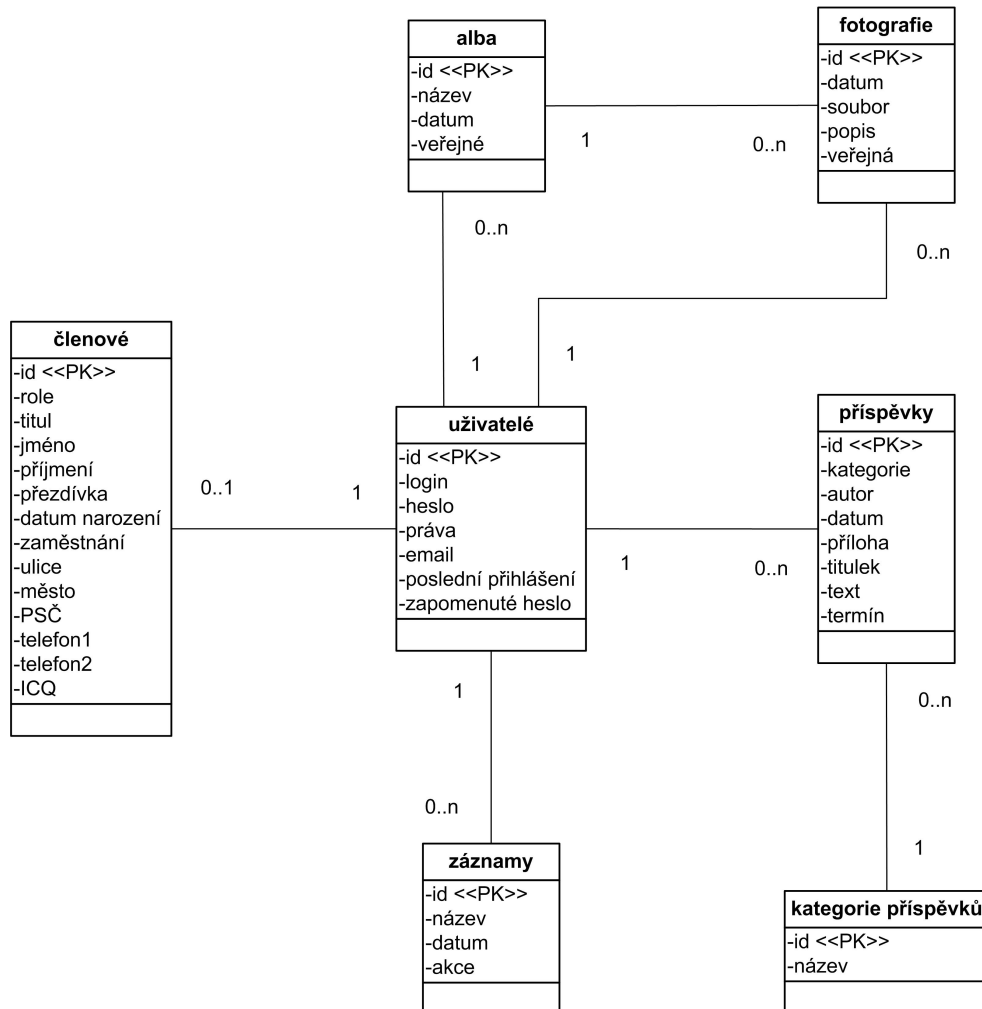 alba
-id <<PK>>
-název
-datum
-veřejné
fotografie
-id <<PK>>
-datum
-soubor
-popis
-veřejná
1
0..n
0..n
0..n
1
1
členové
-id <<PK>>
-role
-titul
-jméno
-příjmení
-přezdívka
-datum narození
-zaměstnání
-ulice
-město
-PSČ
-telefon1
-telefon2
-ICQ
0..1
1
uživatelé
-id <<PK>>
-login
-heslo
-práva
-email
-poslední přihlášení
-zapomenuté heslo
1
0..n
příspěvky
-id <<PK>>
-kategorie
-autor
-datum
-příloha
-titulek
-text
-termín
1
0..n
0..n
1
záznamy
-id <<PK>>
-název
-datum
-akce
kategorie příspěvků
-id <<PK>>
-název